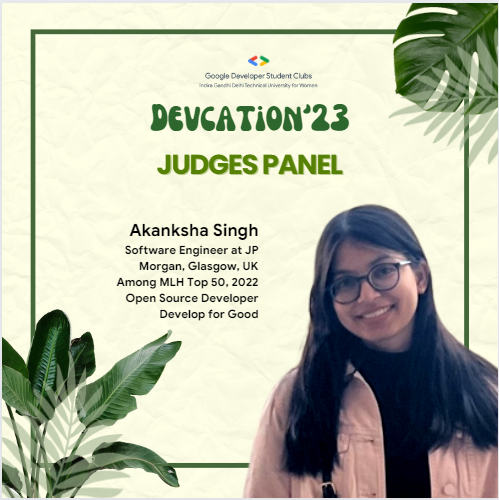 Google Developer Student Clubs
Indira Gandhi Delhi Technical University for Women
DEVCATiON'23
JUDGES PANEL
Akanksha Singh
Software Engineer at JP
Morgan, Glasgow, UK
Among MLH Top 50, 2022
Open Source Developer
Develop for Good